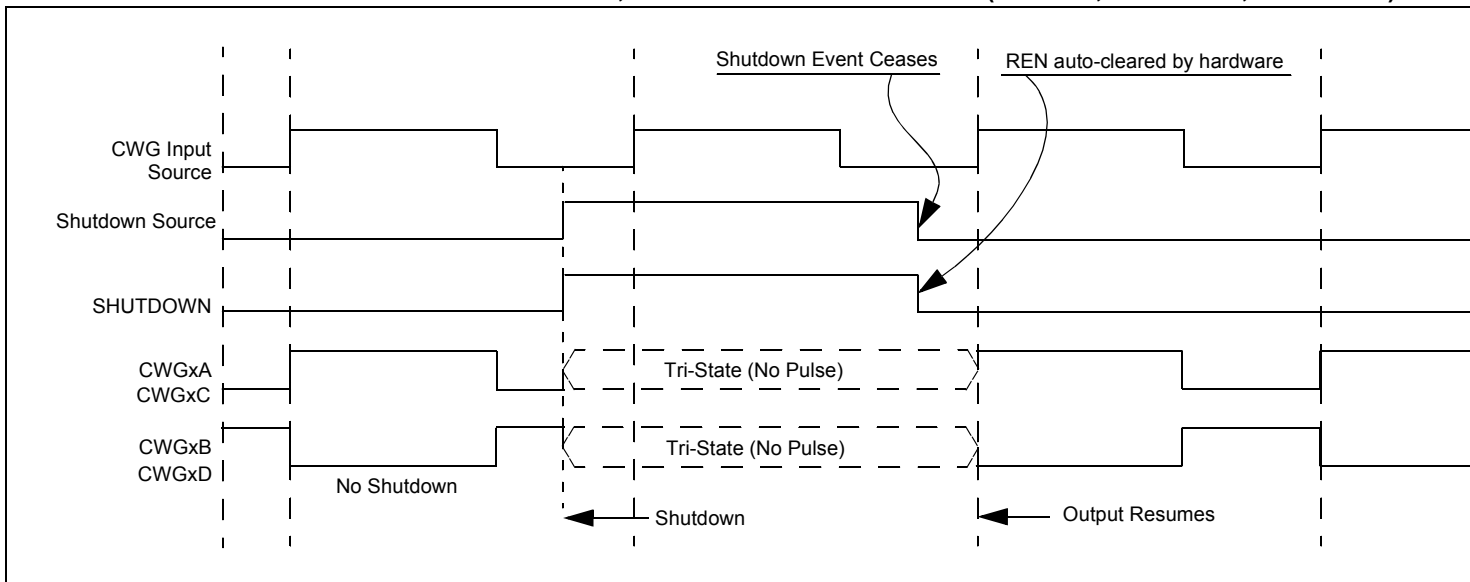 Shutdown Event Ceases
REN auto-cleared by hardware
CWG Input
Source
Shutdown Source
SHUTDOWN
CWGxA
CWGxC
Tri-State (No Pulse)
CWGxB
CWGxD
Tri-State (No Pulse)
No Shutdown
Shutdown
Output Resumes